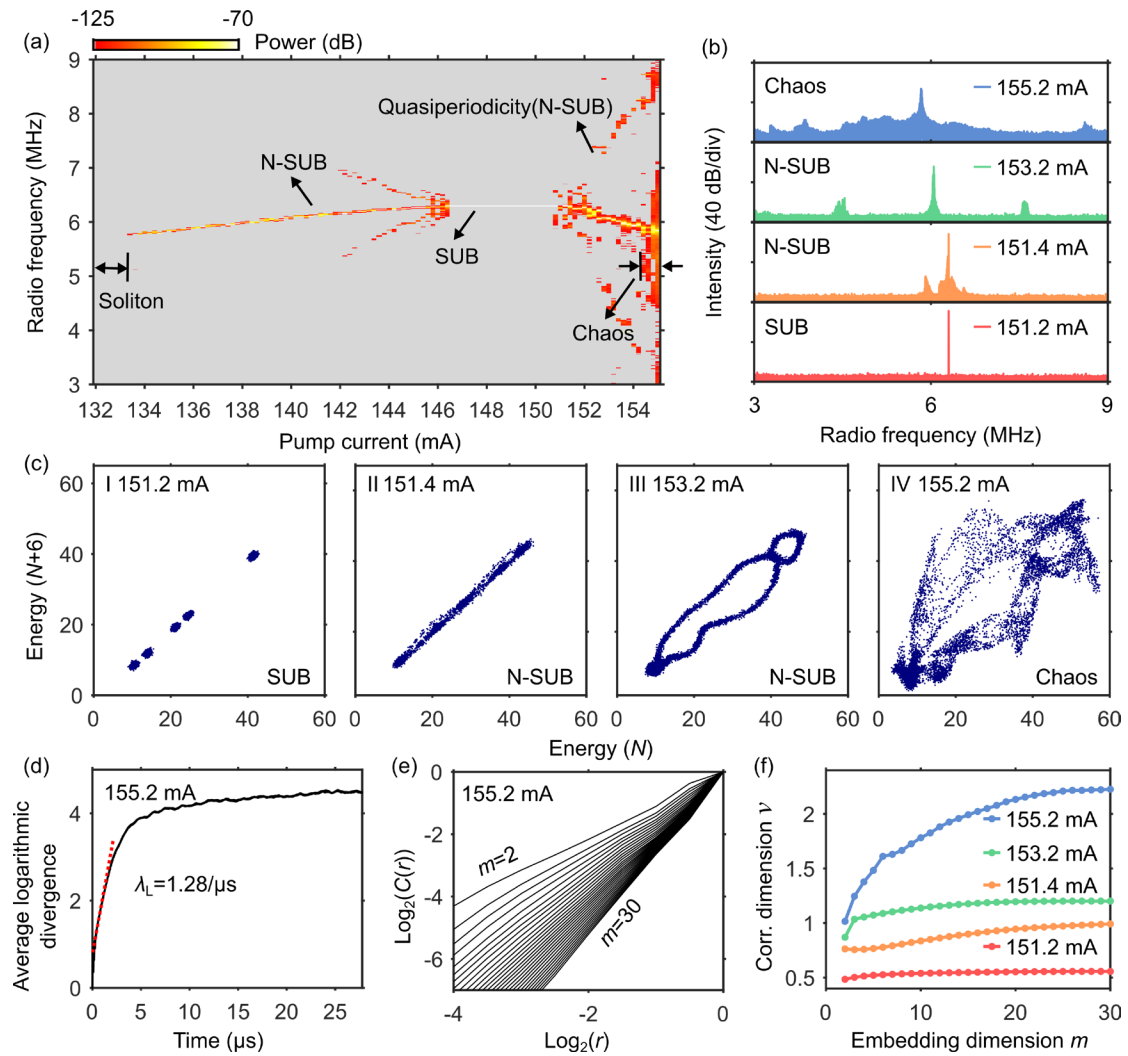 (a)
-125
-70
Power (dB)
9
8
7
6
5
4
3
Radio frequency (MHz)
Quasiperiodicity(N-SUB)
N-SUB
SUB
Soliton
Chaos
132 134 136 138 140 142 144 146 148 150 152 154
Pump current (mA)
(b)
Intensity (40 dB/div)
Chaos
155.2 mA
N-SUB
153.2 mA
N-SUB
151.4 mA
SUB
151.2 mA
3 6 9
Radio frequency (MHz)
(c)
60
40
20
0
Energy (N+6)
I 151.2 mA
SUB
II 151.4 mA
N-SUB
III 153.2 mA
N-SUB
IV 155.2 mA
Chaos
0 20 40 60
0 20 40 60
0 20 40 60
0 20 40 60
Energy (N)
(d)
Average logarithmic
divergence
4
2
0
155.2 mA
λL=1.28/μs
0 5 10 15 20 25
Time (μs)
(e)
Log2(C(r))
0
-2
-4
-6
155.2 mA
m=2
m=30
-4 -2 0
Log2(r)
(f)
Corr. dimension ν
2
1.5
1
0.5
155.2 mA
153.2 mA
151.4 mA
151.2 mA
0 10 20 30
Embedding dimension m